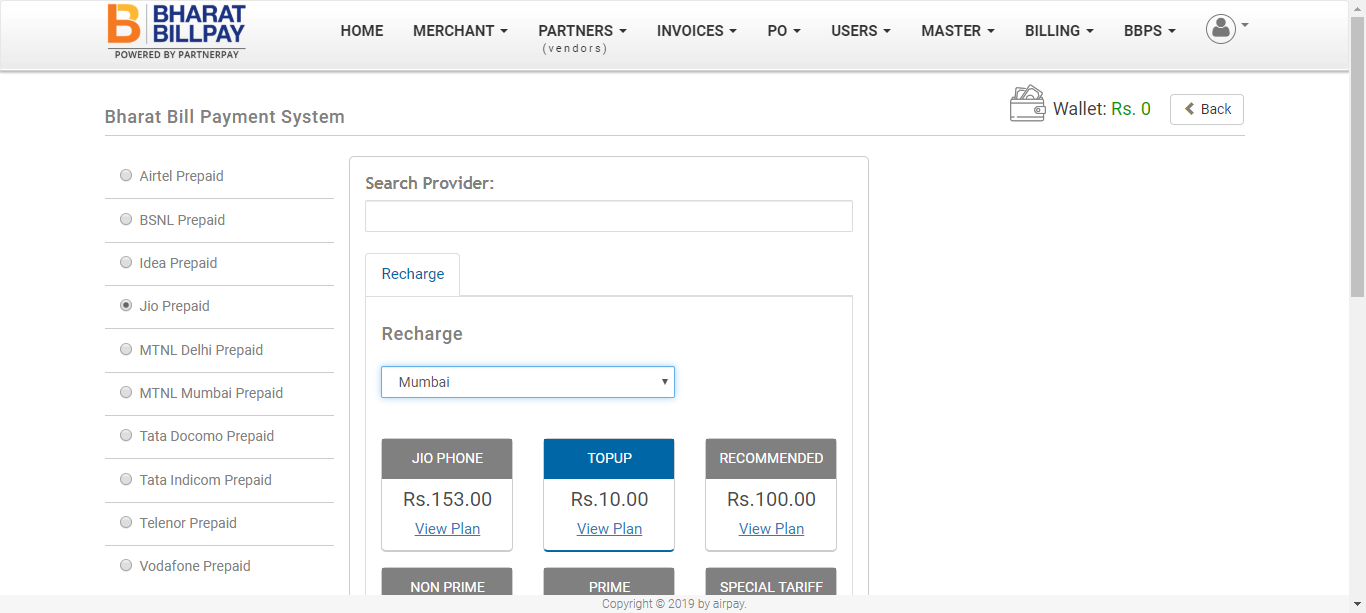 BHARAT
BILLPAY
POWERED BY PARTNERPAY
HOME MERCHANT PARTNERS INVOICES PO USERS MASTER BILLING BBPS
(vendors)
Bharat Bill Payment System
Wallet: Rs. 0
Back
Airtel Prepaid
BSNL Prepaid
Idea Prepaid
Jio Prepaid
MTNL Delhi Prepaid
MTNL Mumbai Prepaid
Tata Docomo Prepaid
Tata Indicom Prepaid
Telenor Prepaid
Vodafone Prepaid
Search Provider:
Recharge
Recharge
Mumbai
JIO PHONE TOPUP RECOMMENDED
Rs.153.00 Rs.10.00 Rs.100.00
View Plan View Plan View Plan
NON PRIME PRIME SPECIAL TARIFF
Copyright © 2019 by airpay.